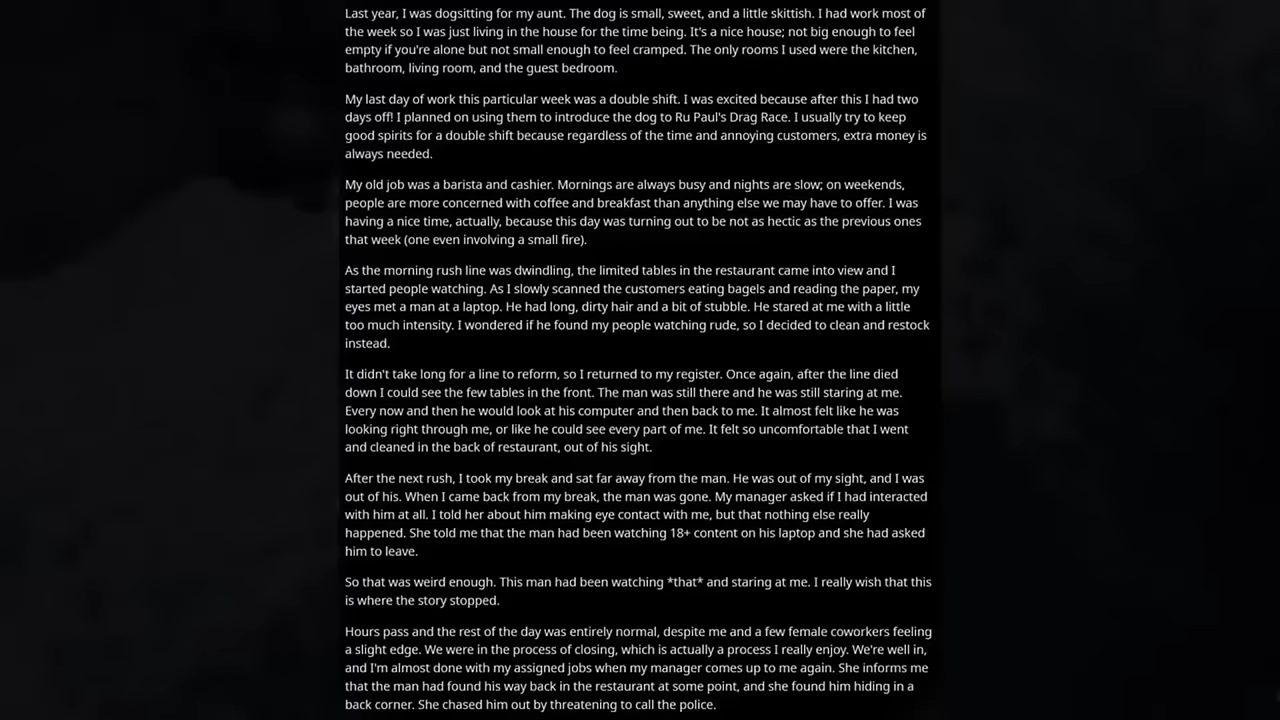 Last year, I was dogsitting for my aunt. The dog is small, sweet, and a little skittish. I had work most of
the week so I was just living in the house for the time being. It's a nice house; not big enough to feel
empty if you're alone but not small enough to feel cramped. The only rooms I used were the kitchen,
bathroom, living room, and the guest bedroom.
My last day of work this particular week was a double shift. I was excited because after this I had two
days off! I planned on using them to introduce the dog to Ru Paul's Drag Race. I usually try to keep
good spirits for a double shift because regardless of the time and annoying customers, extra money is
always needed.
My old job was a barista and cashier. Mornings are always busy and nights are slow; on weekends,
people are more concerned with coffee and breakfast than anything else we may have to offer. I was
having a nice time, actually, because this day was turning out to be not as hectic as the previous ones
that week (one even involving a small fire).
As the morning rush line was dwindling, the limited tables in the restaurant came into view and I
started people watching. As I slowly scanned the customers eating bagels and reading the paper, my
eyes met a man at a laptop. He had long, dirty hair and a bit of stubble. He stared at me with a little
too much intensity. I wondered if he found my people watching rude, so I decided to clean and restock
instead.
It didn't take long for a line to reform, so I returned to my register. Once again, after the line died
down I could see the few tables in the front. The man was still there and he was still staring at me.
Every now and then he would look at his computer and then back to me. It almost felt like he was
looking right through me, or like he could see every part of me. It felt so uncomfortable that I went
and cleaned in the back of restaurant, out of his sight.
After the next rush, I took my break and sat far away from the man. He was out of my sight, and I was
out of his. When I came back from my break, the man was gone. My manager asked if I had interacted
with him at all. I told her about him making eye contact with me, but that nothing else really
happened. She told me that the man had been watching 18+ content on his laptop and she had asked
him to leave.
So that was weird enough. This man had been watching *that* and staring at me. I really wish that this
is where the story stopped.
Hours pass and the rest of the day was entirely normal, despite me and a few female coworkers feeling
a slight edge. We were in the process of closing, which is actually a process I really enjoy. We're well in,
and I'm almost done with my assigned jobs when my manager comes up to me again. She informs me
that the man had found his way back in the restaurant at some point, and she found him hiding in a
back corner. She chased him out by threatening to call the police.